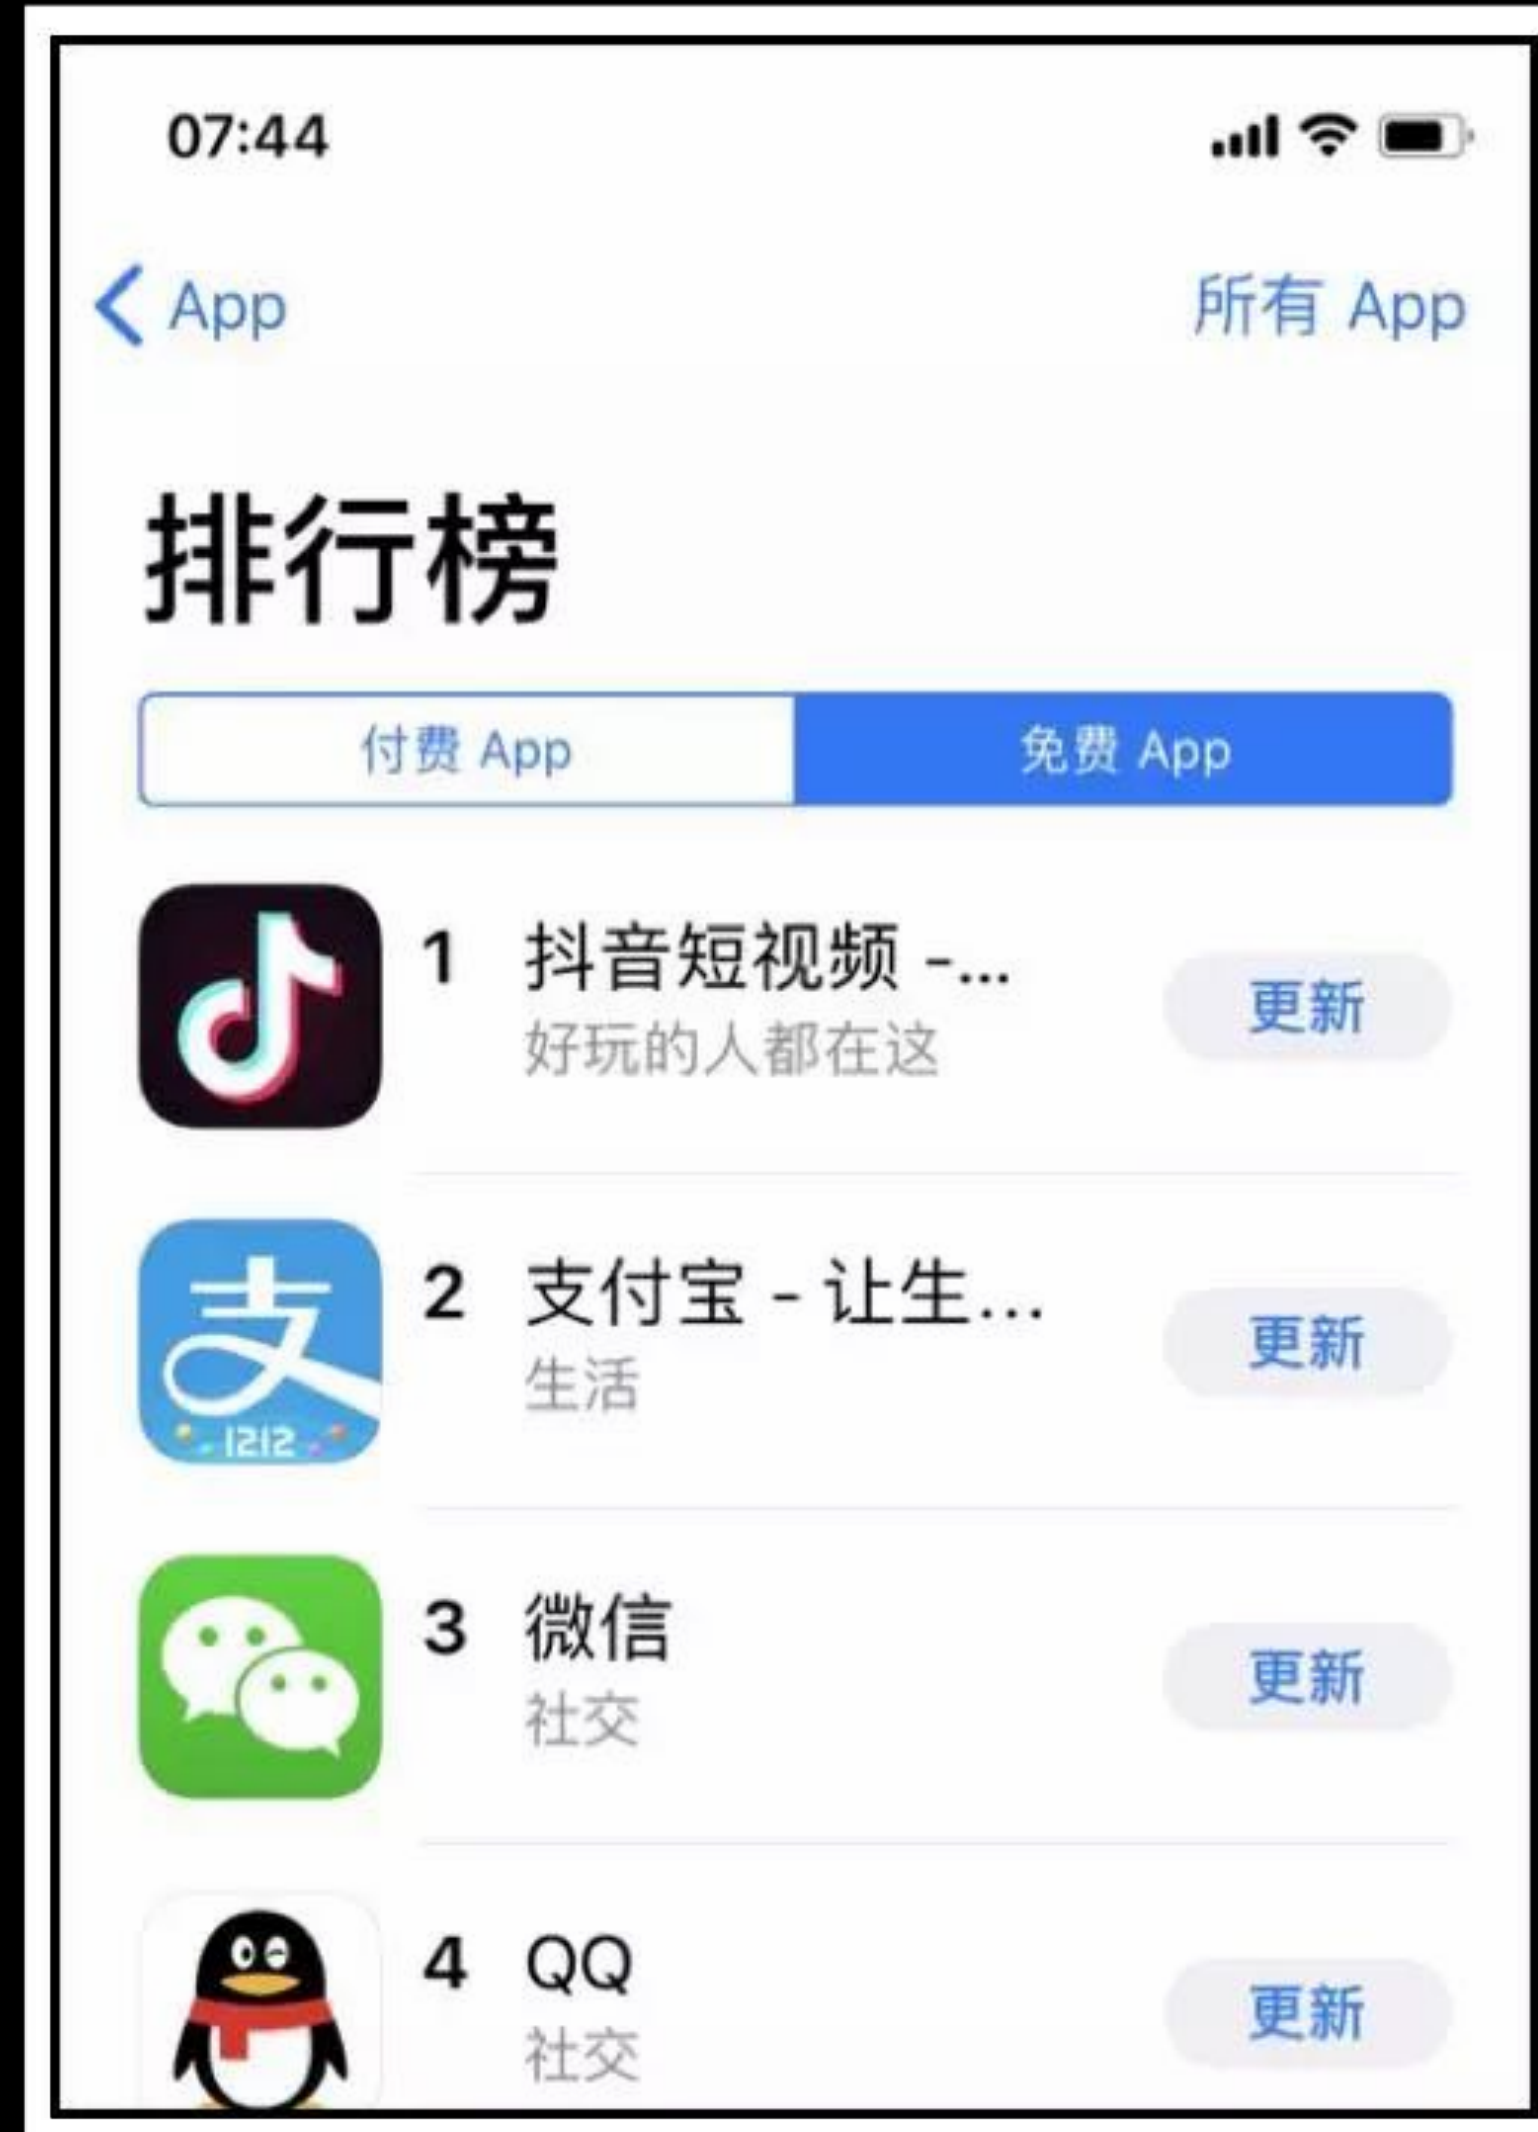 07:44
App
所有 App
排行榜
付费 App
免费 App
1 抖音短视频 -...
好玩的人都在这
更新
支
1212
2 支付宝 - 让生...
生活
更新
3 微信
社交
更新
4 QQ
社交
更新